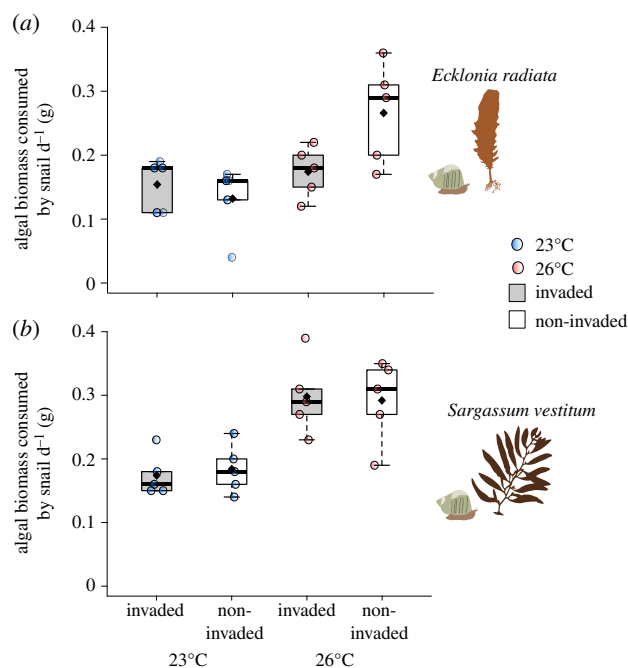 (a)
0.4
0.3
0.2
0.1
0
algal biomass consumed
by snail d⁻¹ (g)
Ecklonia radiata
23°C
26°C
invaded
non-invaded
(b)
0.4
0.3
0.2
0.1
0
algal biomass consumed
by snail d⁻¹ (g)
Sargassum vestitum
invaded
non-
invaded
invaded
non-
invaded
23°C
26°C